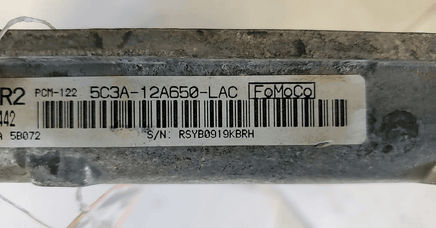 R2 PCM-122 5C3A-12A650-LAC FoMoCo
442
A 5B072 S/N: RSYB0919KBRH